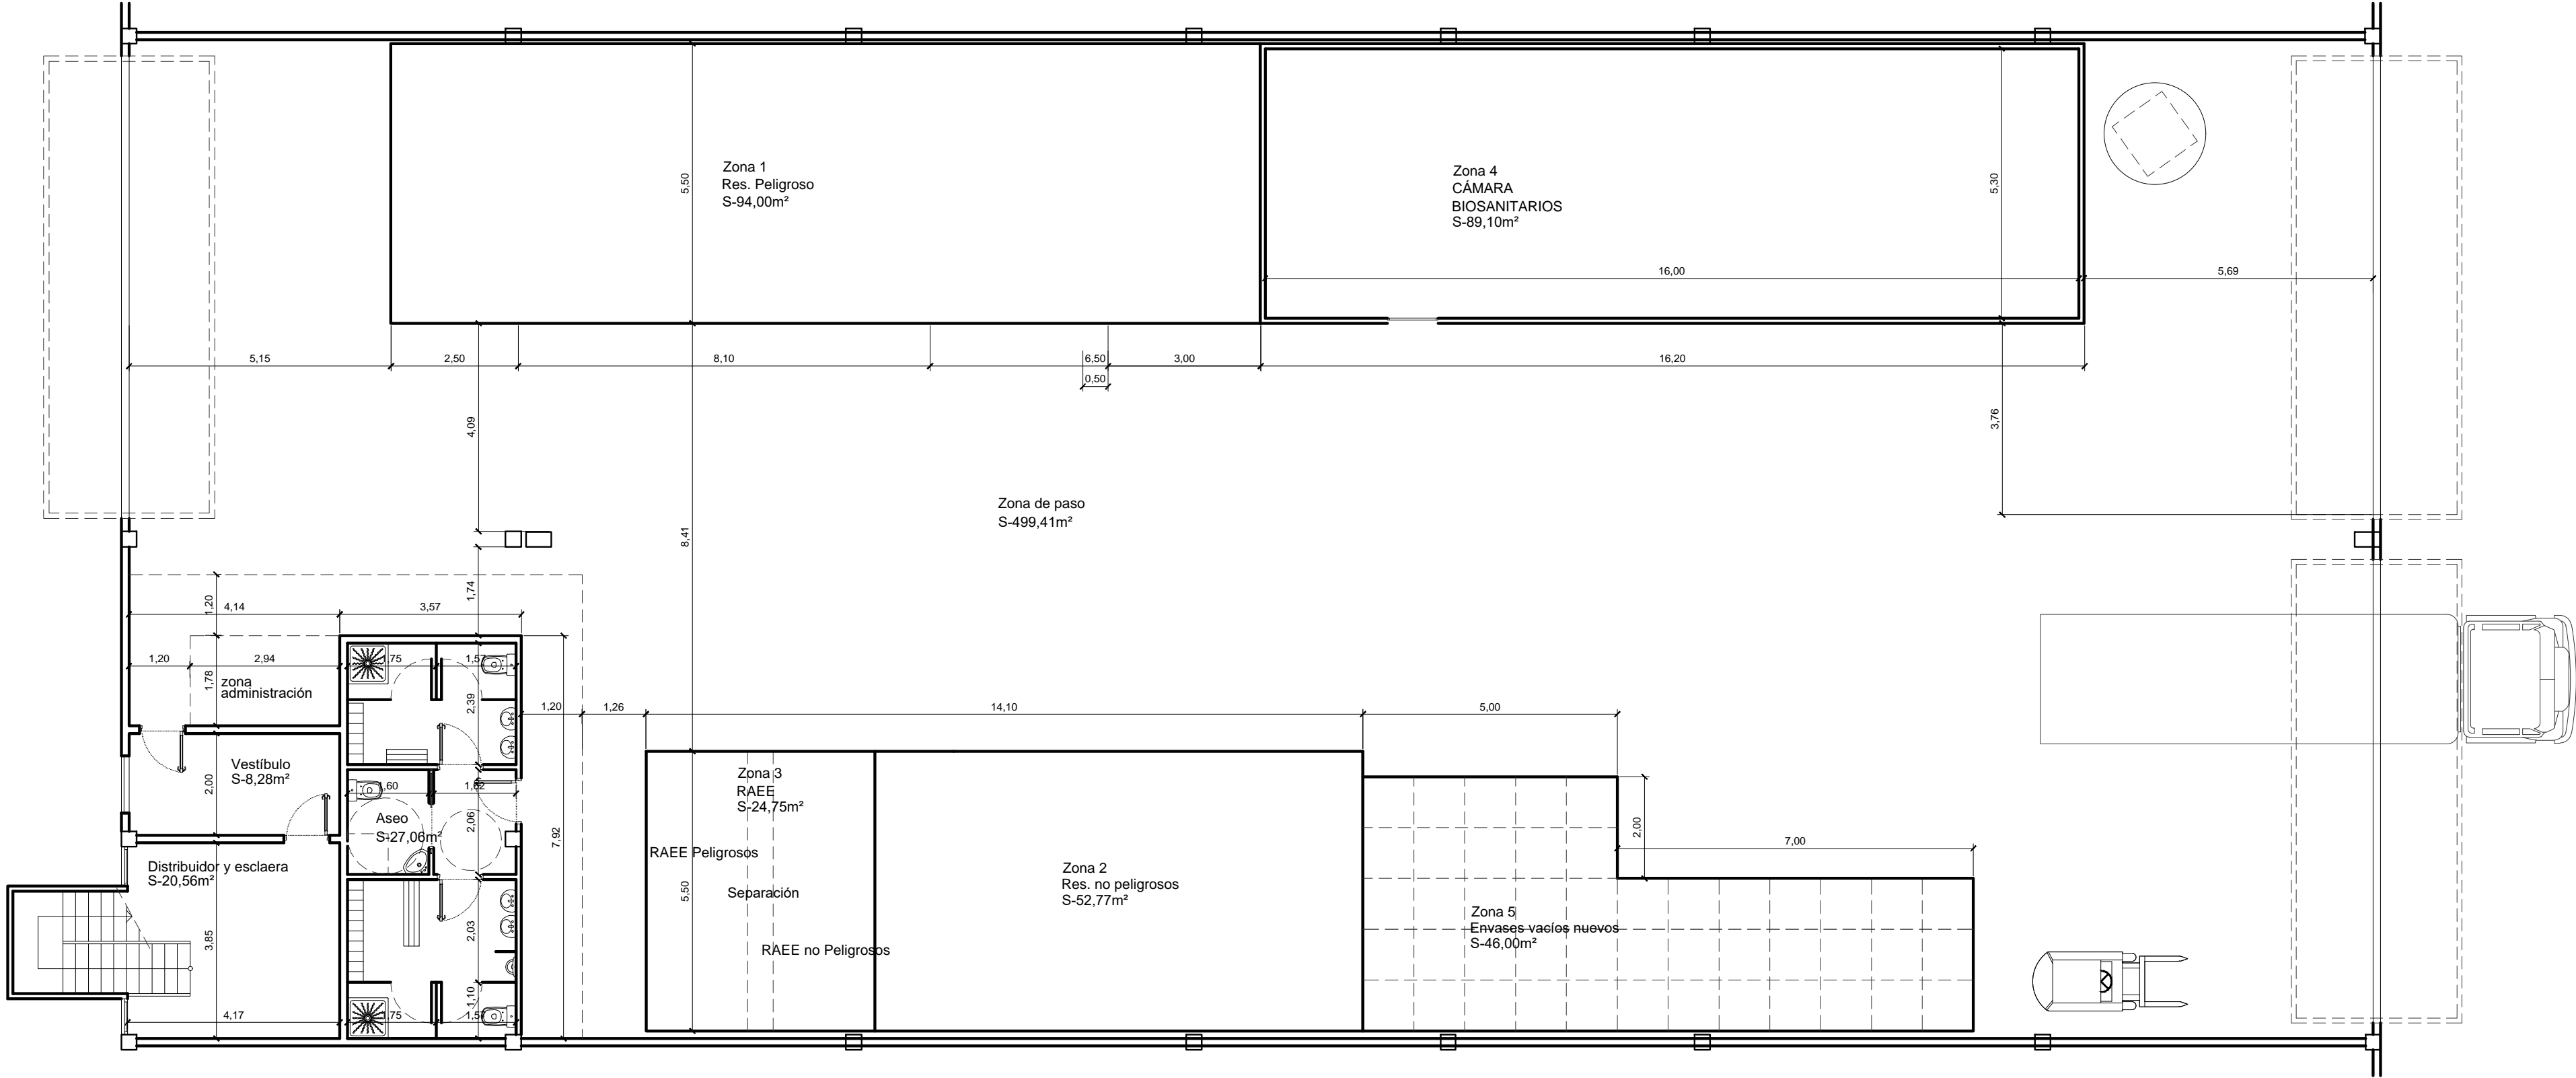 Zona 1
Res. Peligroso
S-94,00m²
5,50
Zona 4
CÁMARA
BIOSANITARIOS
S-89,10m²
5,30
16,00
5,69
5,15
2,50
8,10
6,50
3,00
16,20
0,50
4,09
3,76
Zona de paso
S-499,41m²
8,41
1,74
1,20
4,14
3,57
1,20
2,94
1,78
zona
administración
,75
1,57
2,39
1,20
1,26
14,10
5,00
Vestíbulo
S-8,28m²
2,00
1,60
1,62
Aseo
S-27,06m²
2,06
7,92
Zona 3
RAEE
S-24,75m²
RAEE Peligrosos
Separación
RAEE no Peligrosos
5,50
Zona 2
Res. no peligrosos
S-52,77m²
2,00
7,00
Zona 5
Envases vacíos nuevos
S-46,00m²
Distribuidor y esclaera
S-20,56m²
3,85
2,03
1,10
4,17
,75
1,57